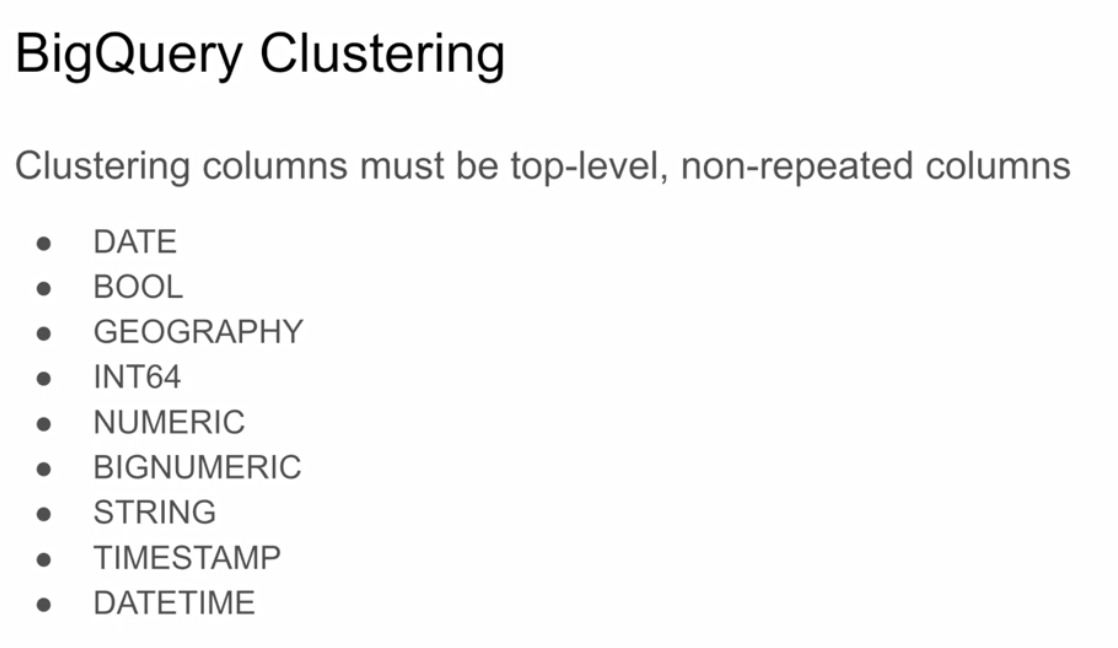 BigQuery Clustering
Clustering columns must be top-level, non-repeated columns
● DATE
● BOOL
● GEOGRAPHY
● INT64
● NUMERIC
● BIGNUMERIC
● STRING
● TIMESTAMP
● DATETIME